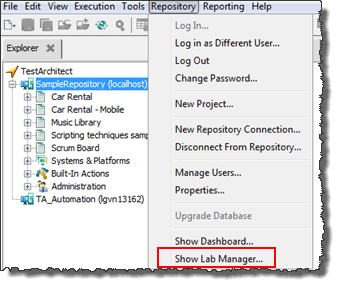 File Edit View Execution Tools Repository Reporting Help
Explorer
TestArchitect
SampleRepository (localhost)
Car Rental
Car Rental - Mobile
Music Library
Scripting techniques sam
Scrum Board
Systems & Platforms
Built-In Actions
Administration
TA_Automation (lgvn13162)
Log In...
Log in as Different User...
Log Out
Change Password...
New Project...
New Repository Connection...
Disconnect From Repository...
Manage Users...
Properties...
Upgrade Database
Show Dashboard...
Show Lab Manager...